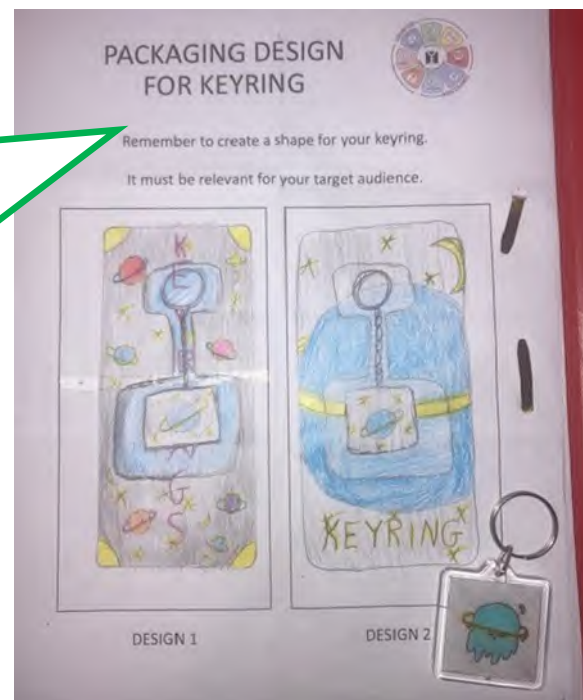 PACKAGING DESIGN
FOR KEYRING
Remember to create a shape for your keyring.
It must be relevant for your target audience.
KEYRINGS
KEYRING
DESIGN 1
DESIGN 2